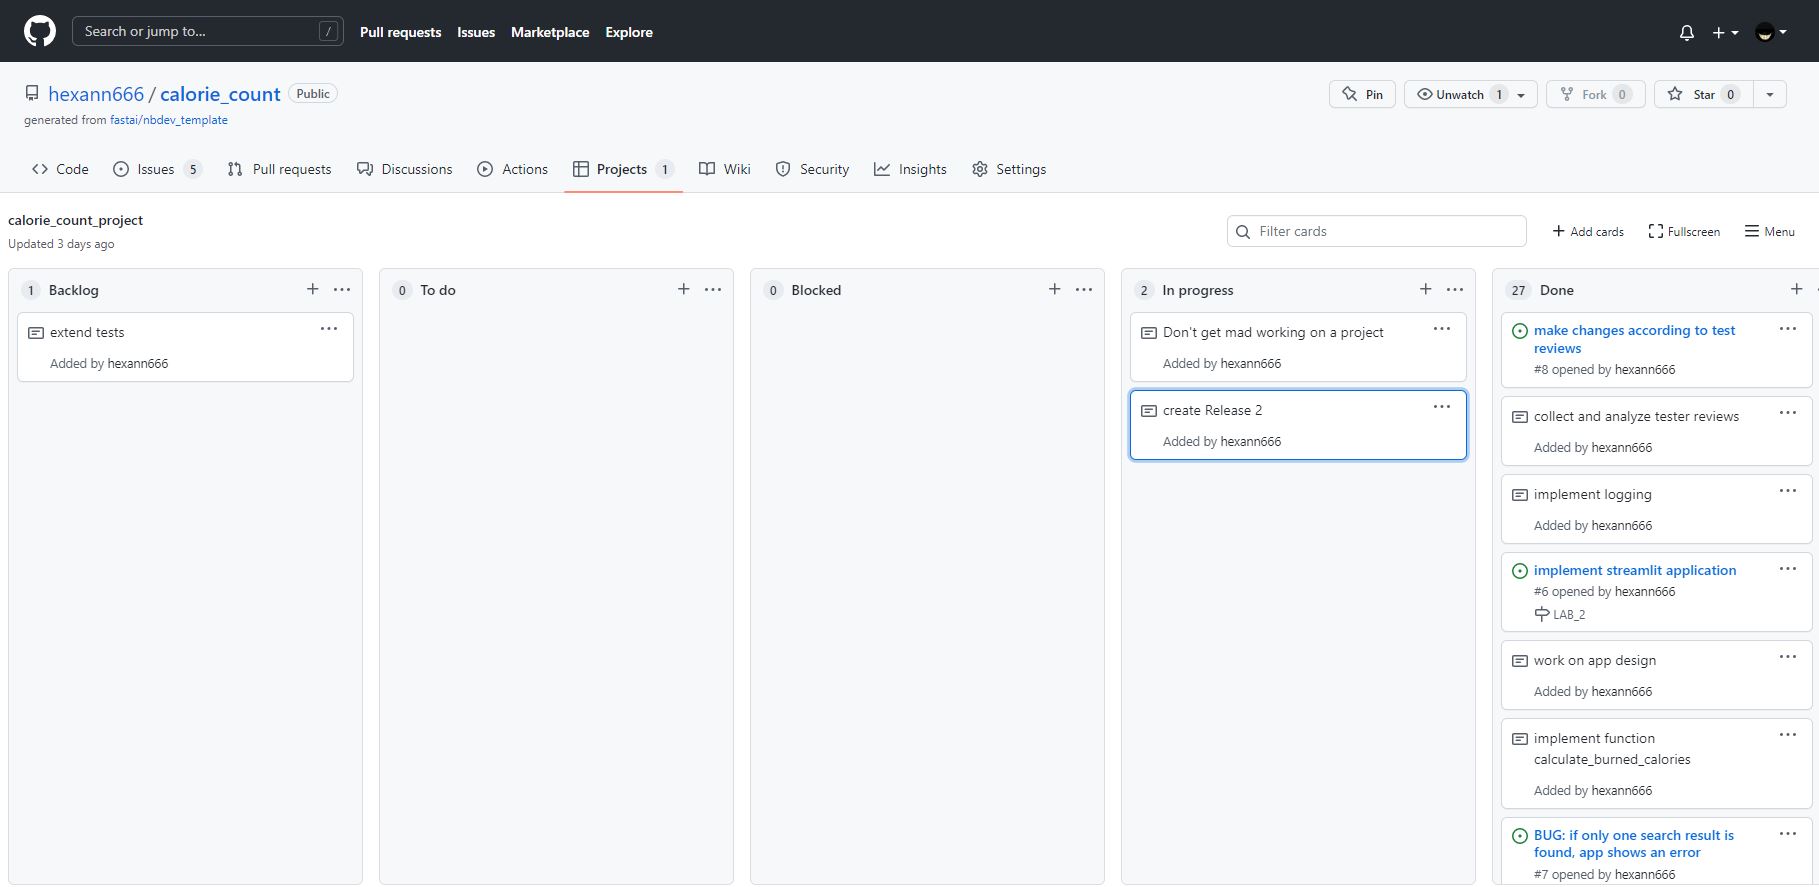 Search or jump to... /
Pull requests Issues Marketplace Explore
hexann666 / calorie_count Public
Pin Unwatch 1 Fork 0 Star 0
generated from fastai/nbdev_template
Code Issues 5 Pull requests Discussions Actions Projects 1 Wiki Security Insights Settings
calorie_count_project
Updated 3 days ago
Filter cards
+ Add cards Fullscreen Menu
1 Backlog + ...
extend tests ...
Added by hexann666
0 To do + ...
0 Blocked + ...
2 In progress + ...
Don't get mad working on a project ...
Added by hexann666
create Release 2 ...
Added by hexann666
27 Done +
make changes according to test ...
reviews
#8 opened by hexann666
collect and analyze tester reviews ...
Added by hexann666
implement logging ...
Added by hexann666
implement streamlit application ...
#6 opened by hexann666
LAB_2
work on app design ...
Added by hexann666
implement function ...
calculate_burned_calories
Added by hexann666
BUG: if only one search result is ...
found, app shows an error
#7 opened by hexann666